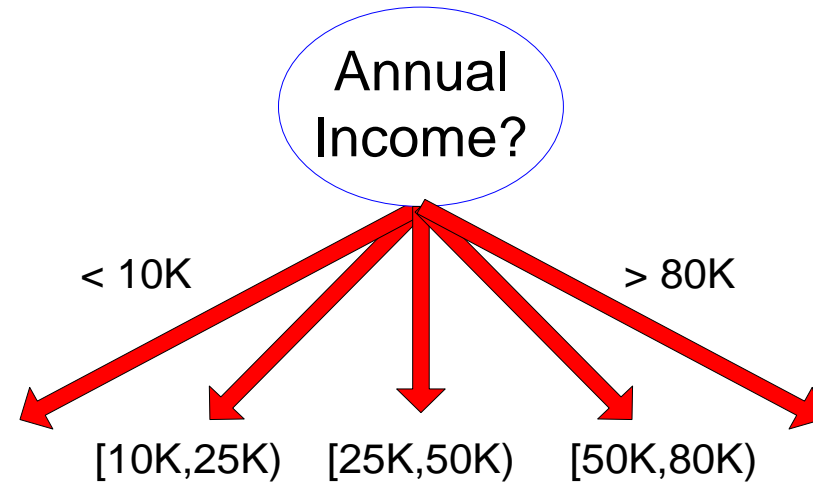 Annual
Income?
< 10K
> 80K
[10K,25K)
[25K,50K)
[50K,80K)